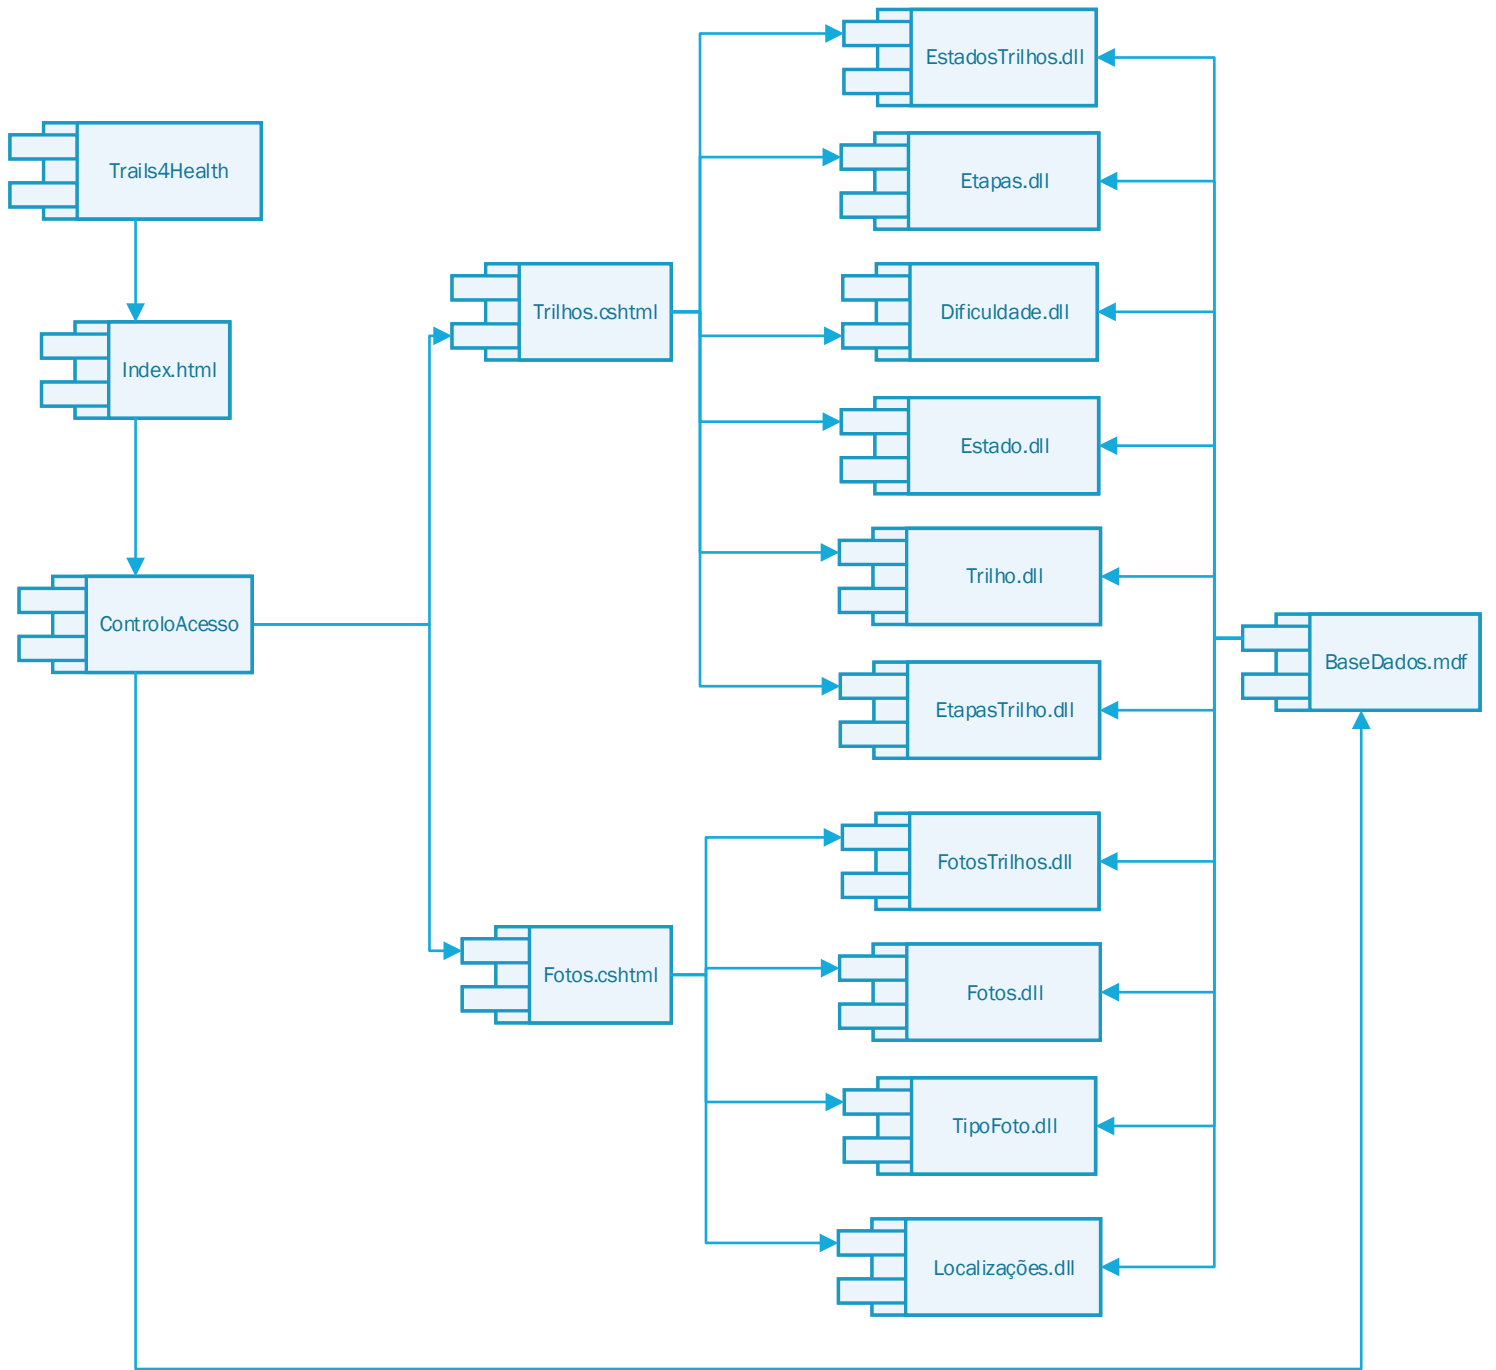 Trails4Health
Index.html
ControloAcesso
Trilhos.cshtml
Fotos.cshtml
EstadosTrilhos.dll
Etapas.dll
Dificuldade.dll
Estado.dll
Trilho.dll
EtapasTrilho.dll
FotosTrilhos.dll
Fotos.dll
TipoFoto.dll
Localizações.dll
BaseDados.mdf